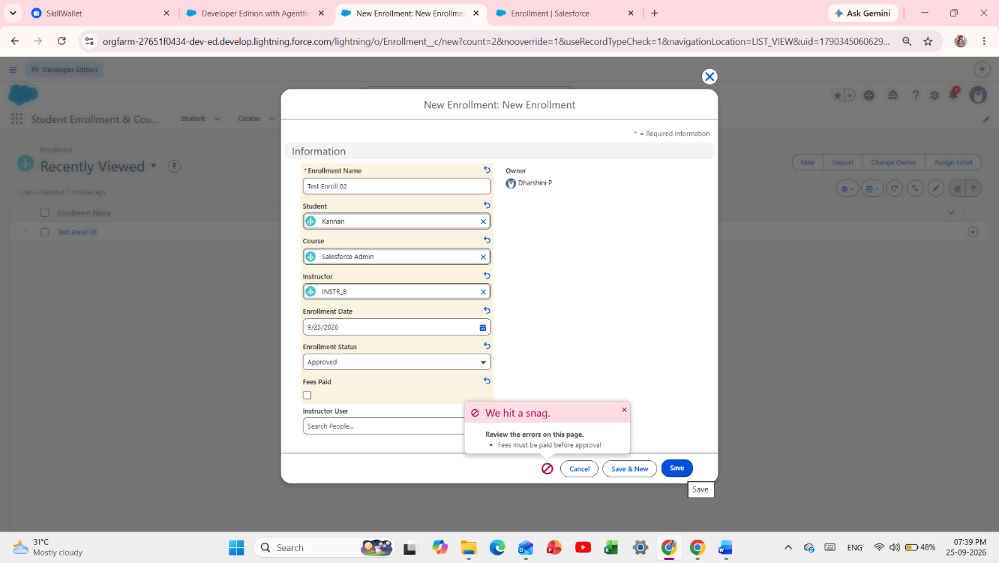 SkillWallet
Developer Edition with Agentfo
New Enrollment: New Enrollmer
Enrollment | Salesforce
Ask Gemini
orgfarm-27651f0434-dev-ed.develop.lightning.force.com/lightning/o/Enrollment__c/new?count=2&nooverride=1&useRecordTypeCheck=1&navigationLocation=LIST_VIEW&uid=1790345060629...
Developer Edition
New Enrollment: New Enrollment
2
Student Enrollment & Cou...
Student
Course
* = Required Information
Information
Enrollment
Recently Viewed
New
Import
Change Owner
Assign Label
1 item • Updated 7 minutes ago
Enrollment Name
1
Test Enroll 01
*Enrollment Name
Test Enroll 02
Owner
Dharshini P
Student
Kannan
Course
Salesforce Admin
Instructor
INSTR_B
Enrollment Date
9/25/2026
Enrollment Status
Approved
Fees Paid
Instructor User
Search People...
We hit a snag.
Review the errors on this page.
• Fees must be paid before approval
Cancel
Save & New
Save
Save
31°C
Mostly cloudy
Search
ENG
48%
07:39 PM
25-09-2026